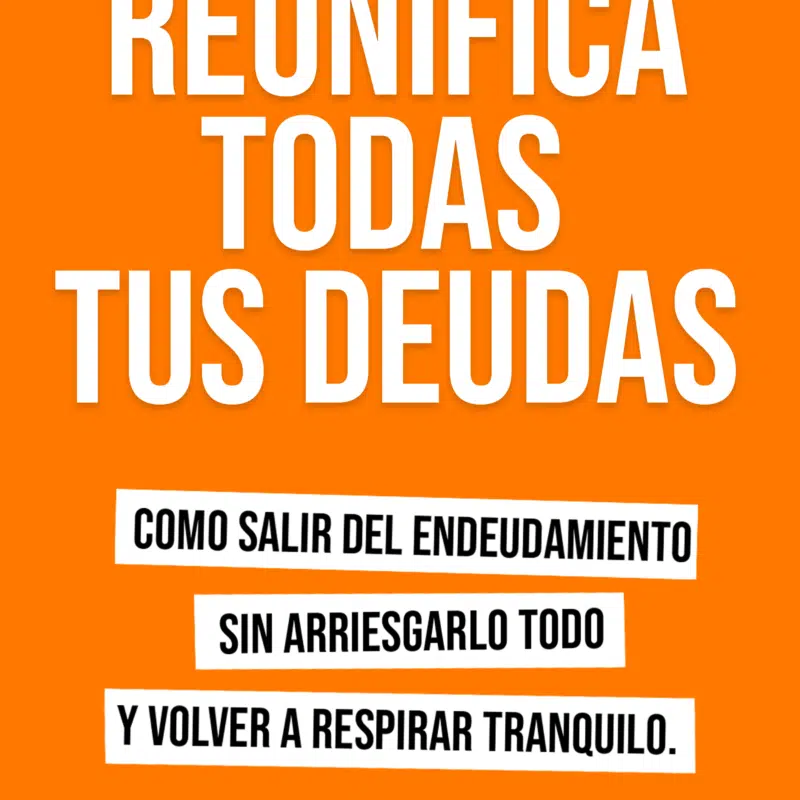 REUNIFICA
TODAS
TUS DEUDAS
COMO SALIR DEL ENDEUDAMIENTO
SIN ARRIESGARLO TODO
Y VOLVER A RESPIRAR TRANQUILO.